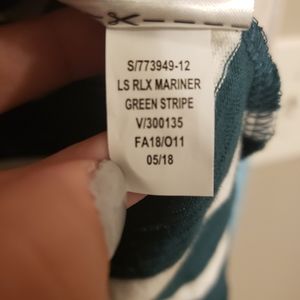 S/773949-12
LS RLX MARINER
GREEN STRIPE
V/300135
FA18/O11
05/18